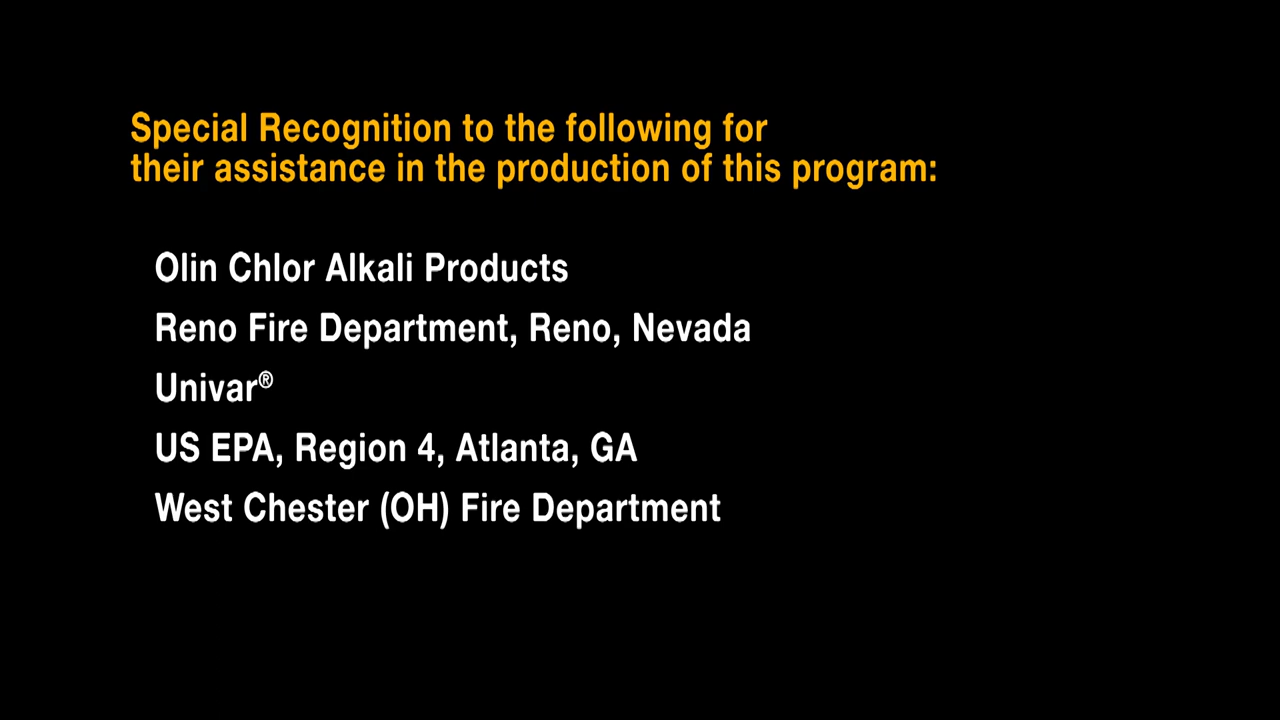 Special Recognition to the following for
their assistance in the production of this program:
Olin Chlor Alkali Products
Reno Fire Department, Reno, Nevada
Univar®
US EPA, Region 4, Atlanta, GA
West Chester (OH) Fire Department